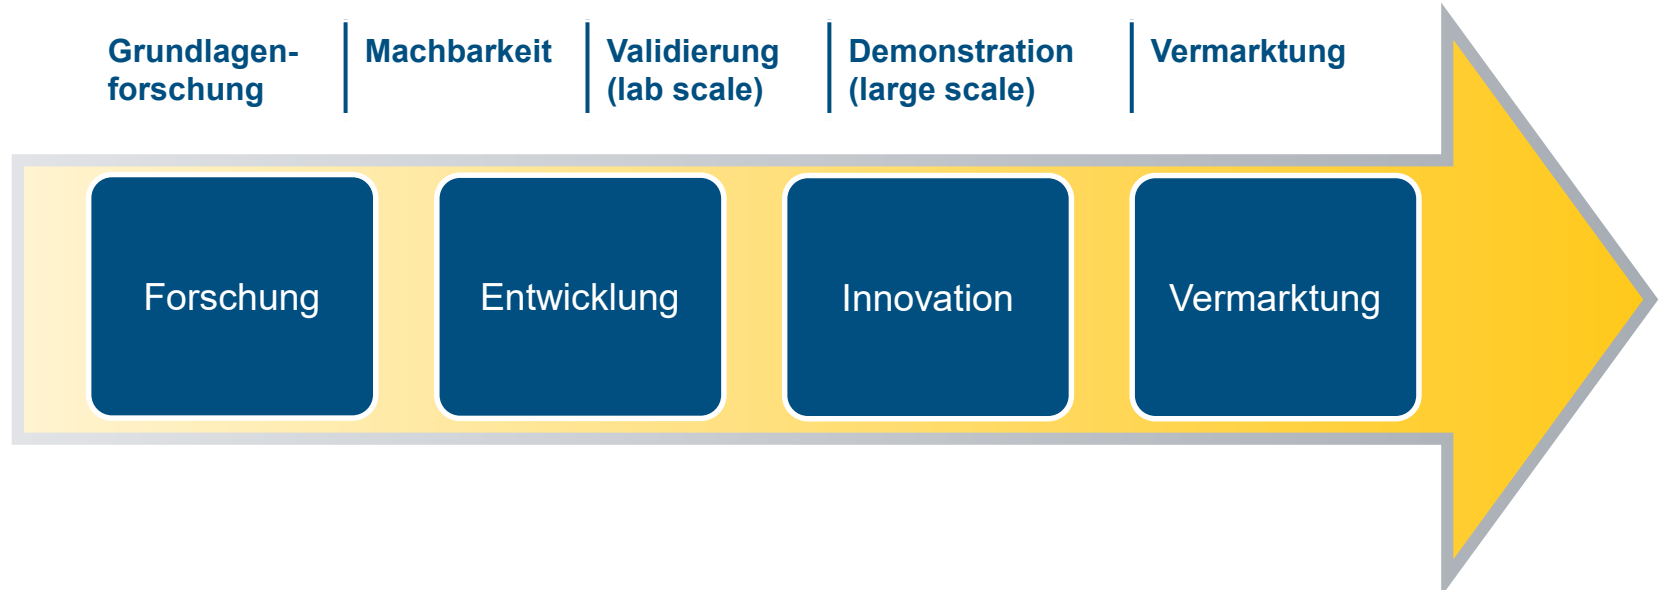 Grundlagen-
forschung
Machbarkeit
Validierung
(lab scale)
Demonstration
(large scale)
Vermarktung
Forschung
Entwicklung
Innovation
Vermarktung